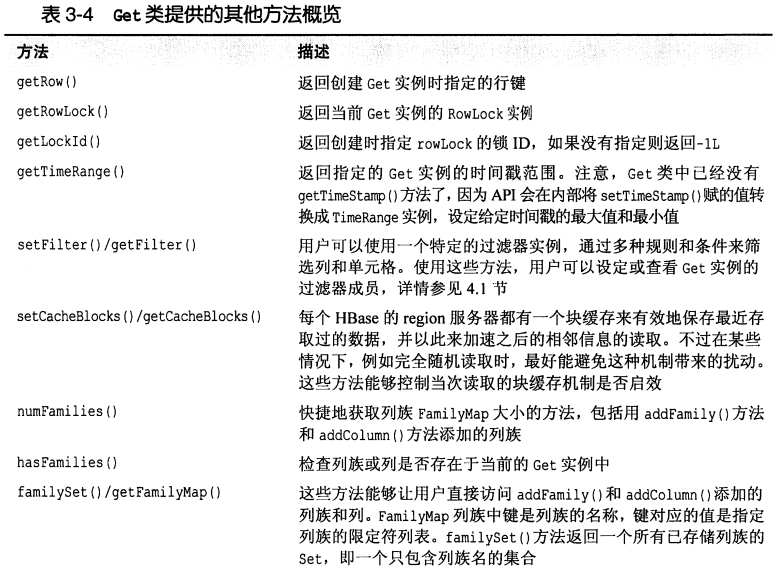 表 3-4 Get 类提供的其他方法概览
方法 描述
getRow() 返回创建 Get 实例时指定的行键
getRowLock() 返回当前 Get 实例的 RowLock 实例
getLockId() 返回创建时指定 rowLock 的锁 ID，如果没有指定则返回-1L
getTimeRange() 返回指定的 Get 实例的时间戳范围。注意，Get 类中已经没有
getTimeStamp()方法了，因为 API 会在内部将 setTimeStamp()赋的值转
换成 TimeRange 实例，设定给定时间戳的最大值和最小值
setFilter()/getFilter() 用户可以使用一个特定的过滤器实例，通过多种规则和条件来筛
选列和单元格。使用这些方法，用户可以设定或查看 Get 实例的
过滤器成员，详情参见 4.1 节
setCacheBlocks()/getCacheBlocks() 每个 HBase 的 region 服务器都有一个块缓存来有效地保存最近存
取过的数据，并以此来加速之后的相邻信息的读取。不过在某些
情况下，例如完全随机读取时，最好能避免这种机制带来的扰动。
这些方法能够控制当次读取的块缓存机制是否启效
numFamilies() 快捷地获取列族 FamilyMap 大小的方法，包括用 addFamily()方法
和 addColumn()方法添加的列族
hasFamilies() 检查列族或列是否存在于当前的 Get 实例中
familySet()/getFamilyMap() 这些方法能够让用户直接访问 addFamily()和 addColumn()添加的
列族和列。FamilyMap 列族中键是列族的名称，键对应的值是指定
列族的限定符列表。familySet()方法返回一个所有已存储列族的
Set，即一个只包含列族名的集合